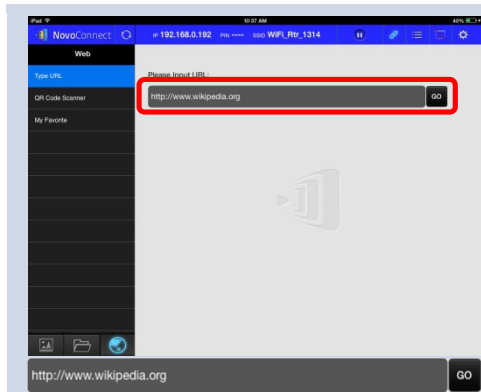 iPad 10:37 AM 40%
NovoConnect IP 192.168.0.192 PIN ---- SSID WiFi_Rtr_1314
Web
Type URL
Please Input URL:
http://www.wikipedia.org GO
QR Code Scanner
My Favorite
http://www.wikipedia.org GO